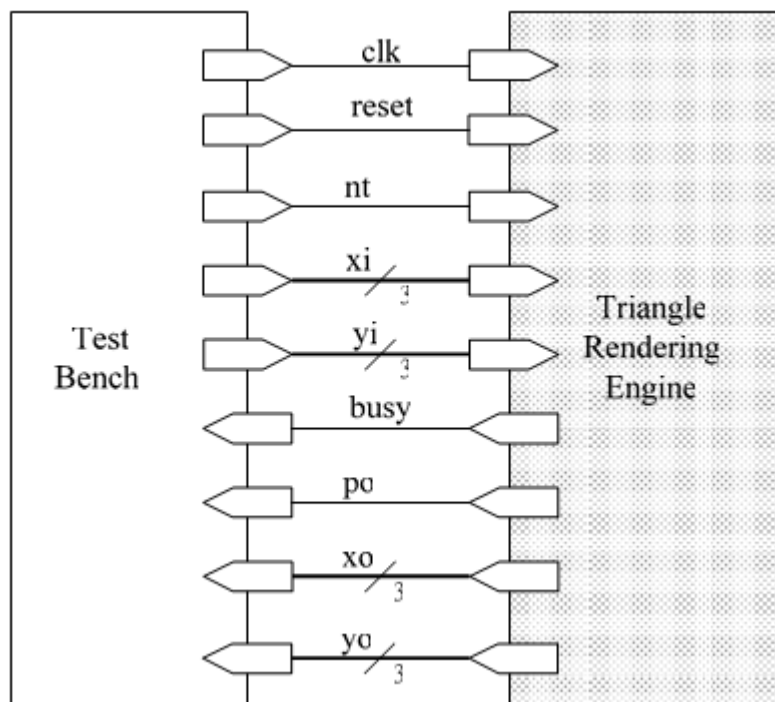 clk
reset
nt
xi
3
yi
3
Test
Bench
Triangle
Rendering
Engine
busy
po
xo
3
yo
3